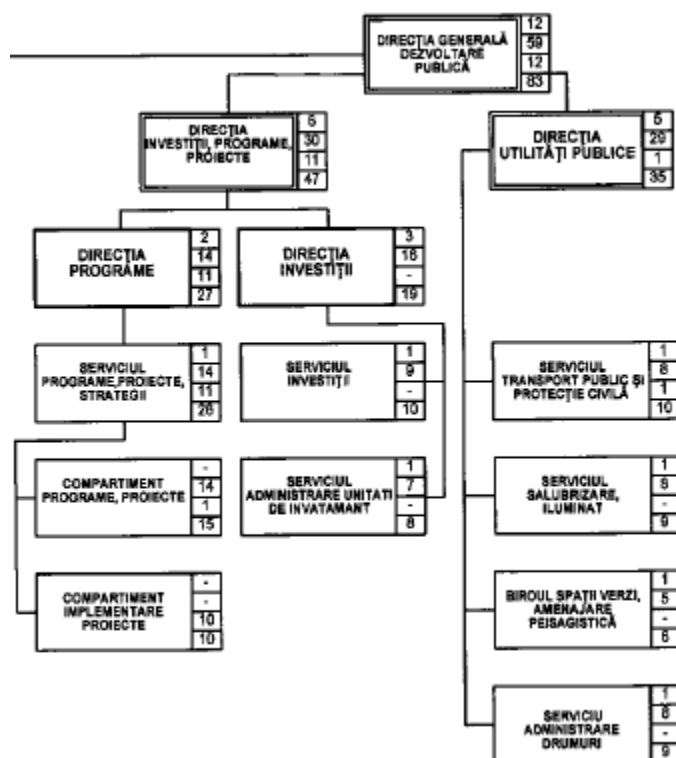 DIRECȚIA GENERALĂ
DEZVOLTARE
PUBLICĂ
12
59
12
83
DIRECȚIA
INVESTIȚII, PROGRAME,
PROIECTE
30
11
47
DIRECȚIA
UTILITĂȚI PUBLICE
5
29
1
35
DIRECȚIA
PROGRAME
2
14
11
27
DIRECȚIA
INVESTIȚII
3
16
-
19
SERVICIUL
PROGRAME,PROIECTE,
STRATEGII
1
14
11
26
SERVICIUL
INVESTIȚII
1
9
-
10
SERVICIUL
TRANSPORT PUBLIC ȘI
PROTECȚIE CIVILĂ
1
8
1
10
COMPARTIMENT
PROGRAME, PROIECTE
-
14
1
15
SERVICIUL
ADMINISTRARE UNITATI
DE INVATAMANT
1
7
-
8
SERVICIUL
SALUBRIZARE,
ILUMINAT
1
8
-
9
COMPARTIMENT
IMPLEMENTARE
PROIECTE
-
-
10
10
BIROUL SPAȚII VERZI,
AMENAJARE
PEISAGISTICĂ
1
5
-
6
SERVICIU
ADMINISTRARE
DRUMURI
1
8
-
9